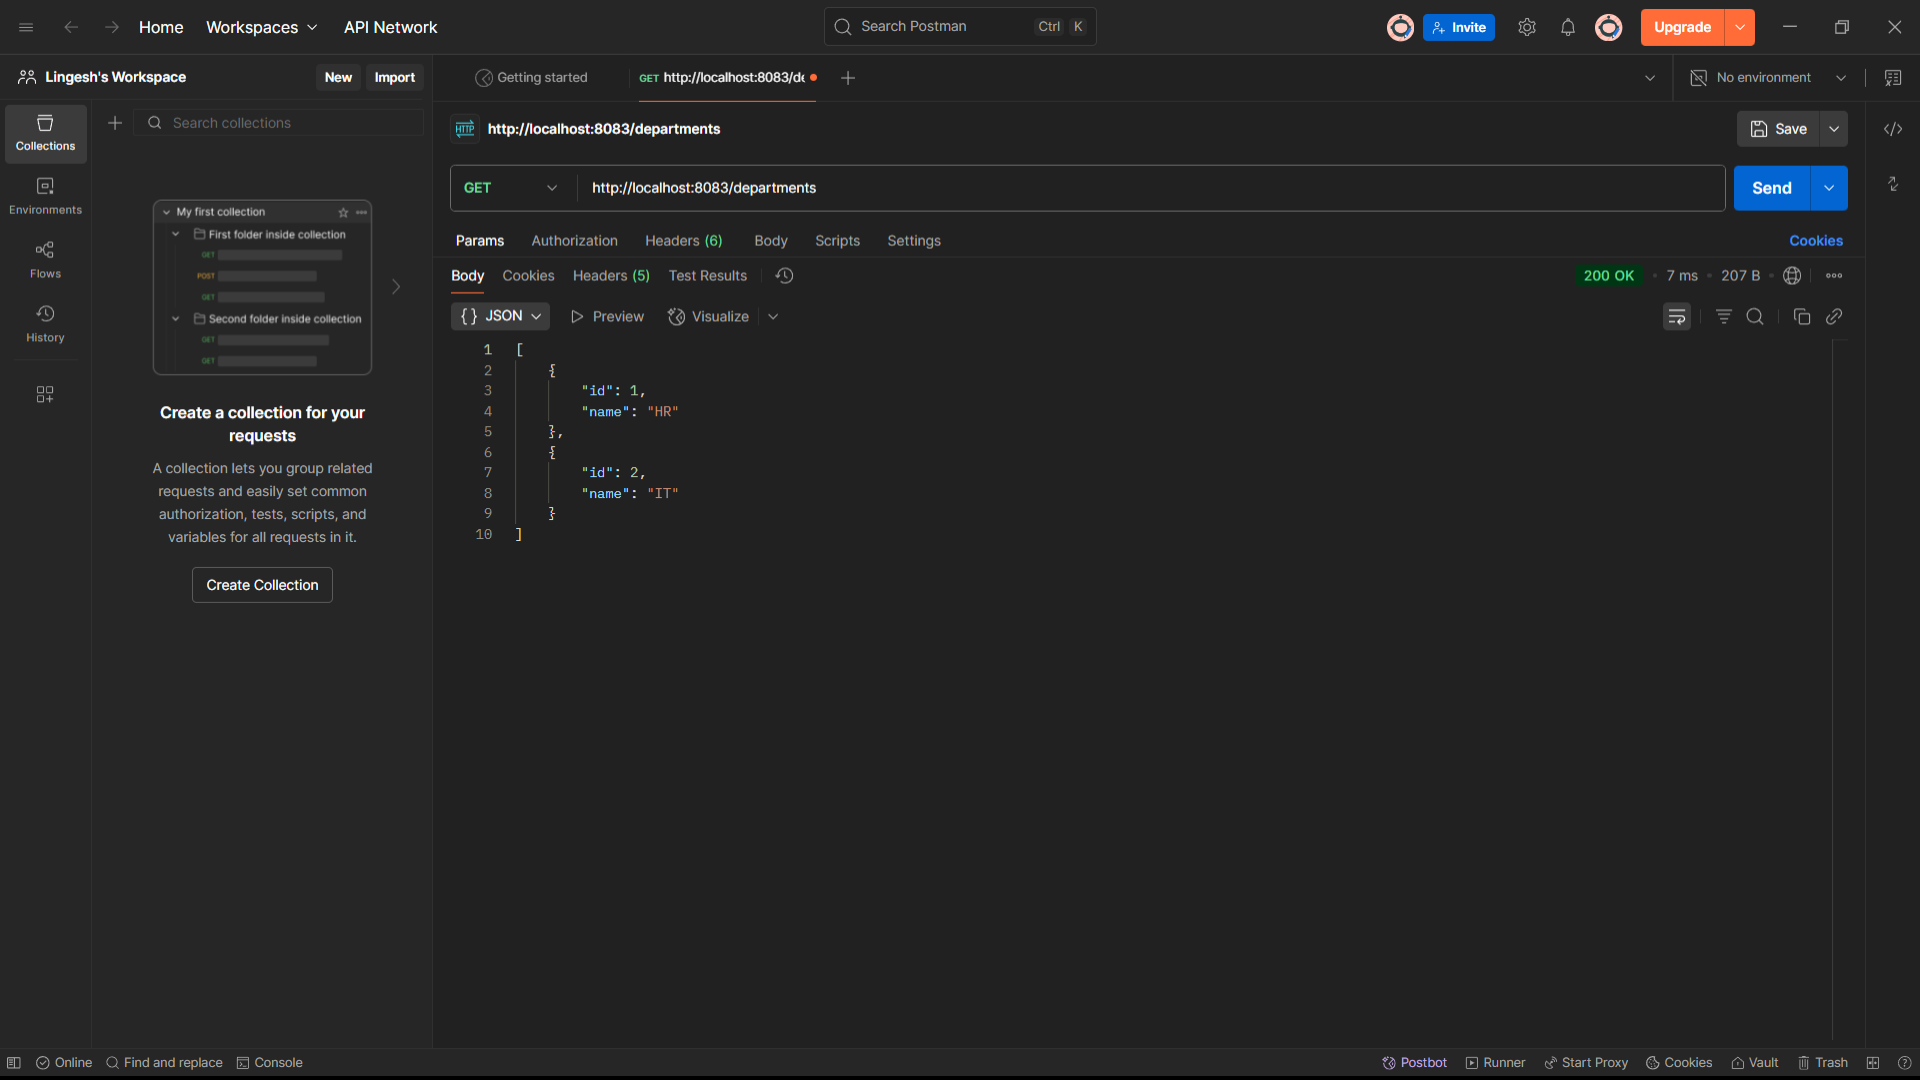 Home Workspaces API Network Search Postman Ctrl K Invite Upgrade
Lingesh's Workspace New Import Getting started GET http://localhost:8083/de No environment
Collections
Search collections
http://localhost:8083/departments Save
Environments
GET http://localhost:8083/departments Send
My first collection
First folder inside collection
GET
POST
GET
Second folder inside collection
GET
GET
Flows
History
Params Authorization Headers (6) Body Scripts Settings Cookies
Body Cookies Headers (5) Test Results 200 OK 7 ms 207 B
{} JSON Preview Visualize
1 [
2 {
3 "id": 1,
4 "name": "HR"
5 },
6 {
7 "id": 2,
8 "name": "IT"
9 }
10 ]
Create a collection for your
requests
A collection lets you group related
requests and easily set common
authorization, tests, scripts, and
variables for all requests in it.
Create Collection
Online Find and replace Console Postbot Runner Start Proxy Cookies Vault Trash